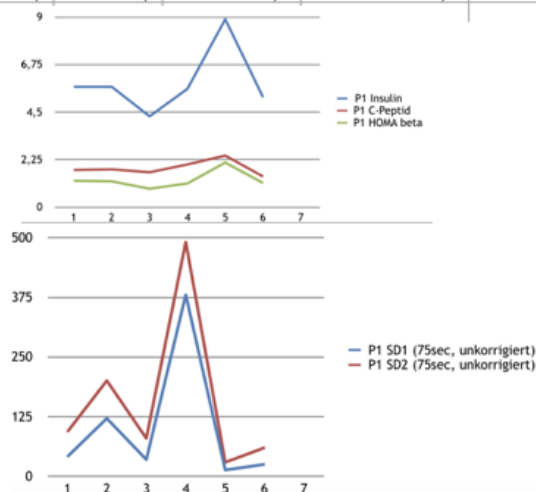 9
6,75
4,5
2,25
0
1 2 3 4 5 6 7
P1 Insulin
P1 C-Peptid
P1 HOMA beta
500
375
250
125
0
1 2 3 4 5 6 7
P1 SD1 (75sec, unkorrigiert)
P1 SD2 (75sec, unkorrigiert)